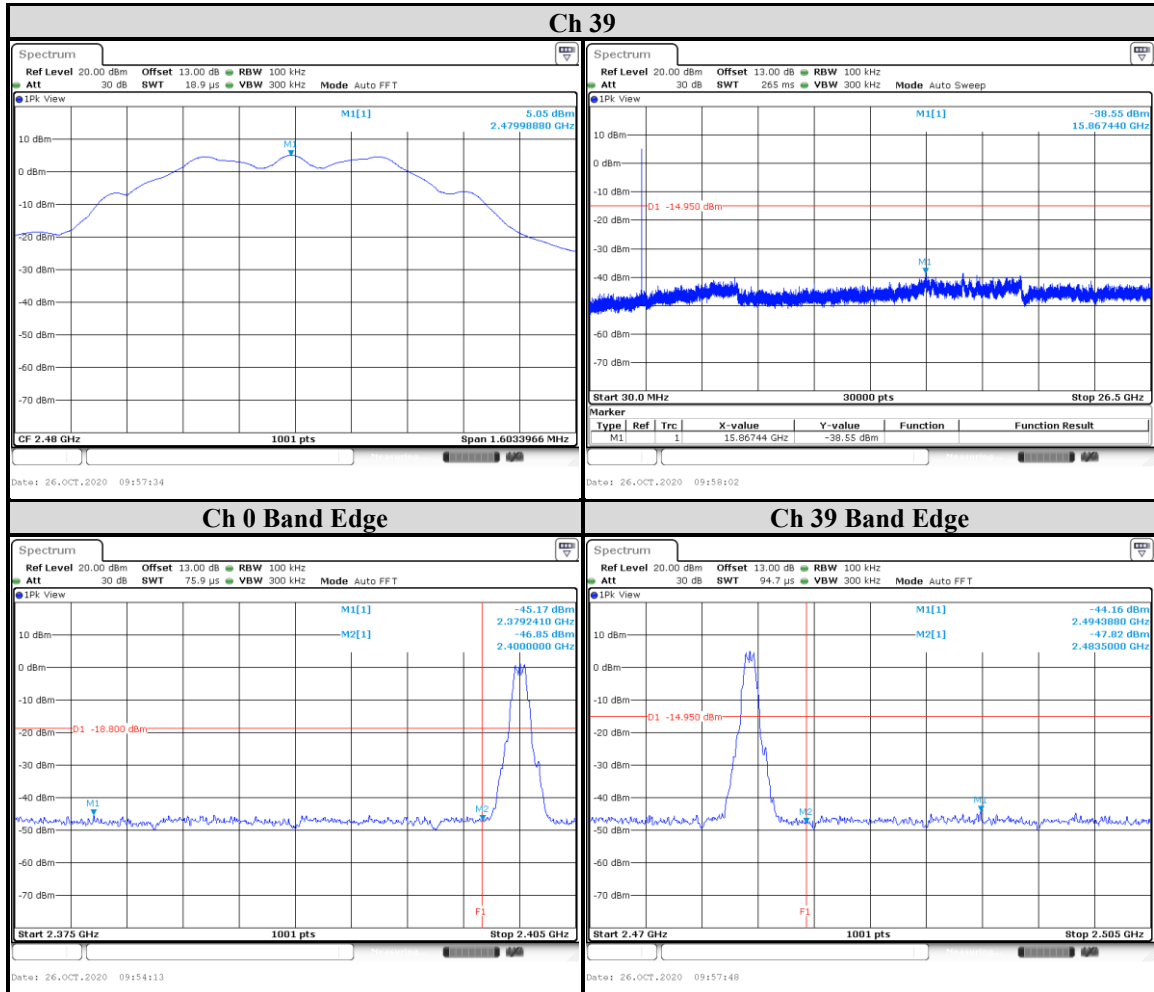 Ch 39
Spectrum
Ref Level 20.00 dBm Offset 13.00 dB RBW 100 kHz
Att 30 dB SWT 18.9 µs VBW 300 kHz Mode Auto FFT
1Pk View
M1[1] 5.05 dBm
2.47998880 GHz
M1
10 dBm
0 dBm
-10 dBm
-20 dBm
-30 dBm
-40 dBm
-50 dBm
-60 dBm
-70 dBm
CF 2.48 GHz 1001 pts Span 1.6033966 MHz
Date: 26.OCT.2020 09:57:34
Spectrum
Ref Level 20.00 dBm Offset 13.00 dB RBW 100 kHz
Att 30 dB SWT 265 ms VBW 300 kHz Mode Auto Sweep
1Pk View
M1[1] -38.55 dBm
15.867440 GHz
10 dBm
0 dBm
-10 dBm
D1 -14.950 dBm
-20 dBm
-30 dBm
M1
-40 dBm
-50 dBm
-60 dBm
-70 dBm
Start 30.0 MHz 30000 pts Stop 26.5 GHz
Marker
Type Ref Trc X-value Y-value Function Function Result
M1 1 15.86744 GHz -38.55 dBm
Date: 26.OCT.2020 09:58:02
Ch 0 Band Edge
Spectrum
Ref Level 20.00 dBm Offset 13.00 dB RBW 100 kHz
Att 30 dB SWT 75.9 µs VBW 300 kHz Mode Auto FFT
1Pk View
M1[1] -45.17 dBm
2.3792410 GHz
10 dBm
M2[1] -46.85 dBm
2.4000000 GHz
0 dBm
-10 dBm
D1 -18.800 dBm
-20 dBm
-30 dBm
-40 dBm
M1
M2
-50 dBm
-60 dBm
-70 dBm
F1
Start 2.375 GHz 1001 pts Stop 2.405 GHz
Date: 26.OCT.2020 09:54:13
Ch 39 Band Edge
Spectrum
Ref Level 20.00 dBm Offset 13.00 dB RBW 100 kHz
Att 30 dB SWT 94.7 µs VBW 300 kHz Mode Auto FFT
1Pk View
M1[1] -44.16 dBm
2.4943880 GHz
10 dBm
M2[1] -47.82 dBm
2.4835000 GHz
0 dBm
-10 dBm
D1 -14.950 dBm
-20 dBm
-30 dBm
-40 dBm
M1
M2
-50 dBm
-60 dBm
-70 dBm
F1
Start 2.47 GHz 1001 pts Stop 2.505 GHz
Date: 26.OCT.2020 09:57:48